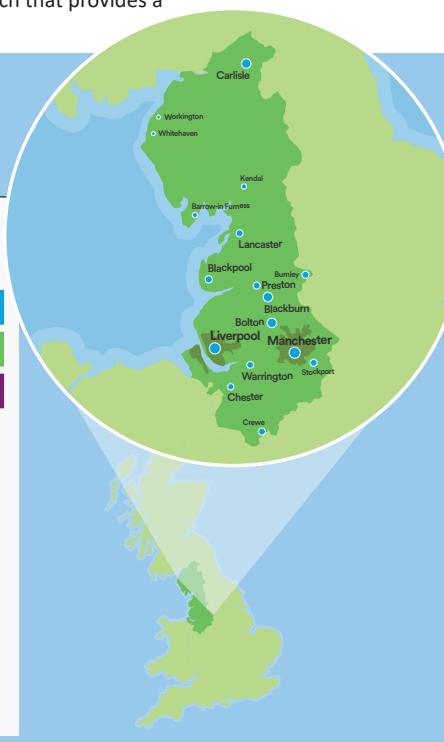 ch that provides a
Carlisle
Workington
Whitehaven
Kendal
Barrow-in Furness
Lancaster
Blackpool
Burnley
Preston
Blackburn
Bolton
Liverpool
Manchester
Stockport
Warrington
Chester
Crewe